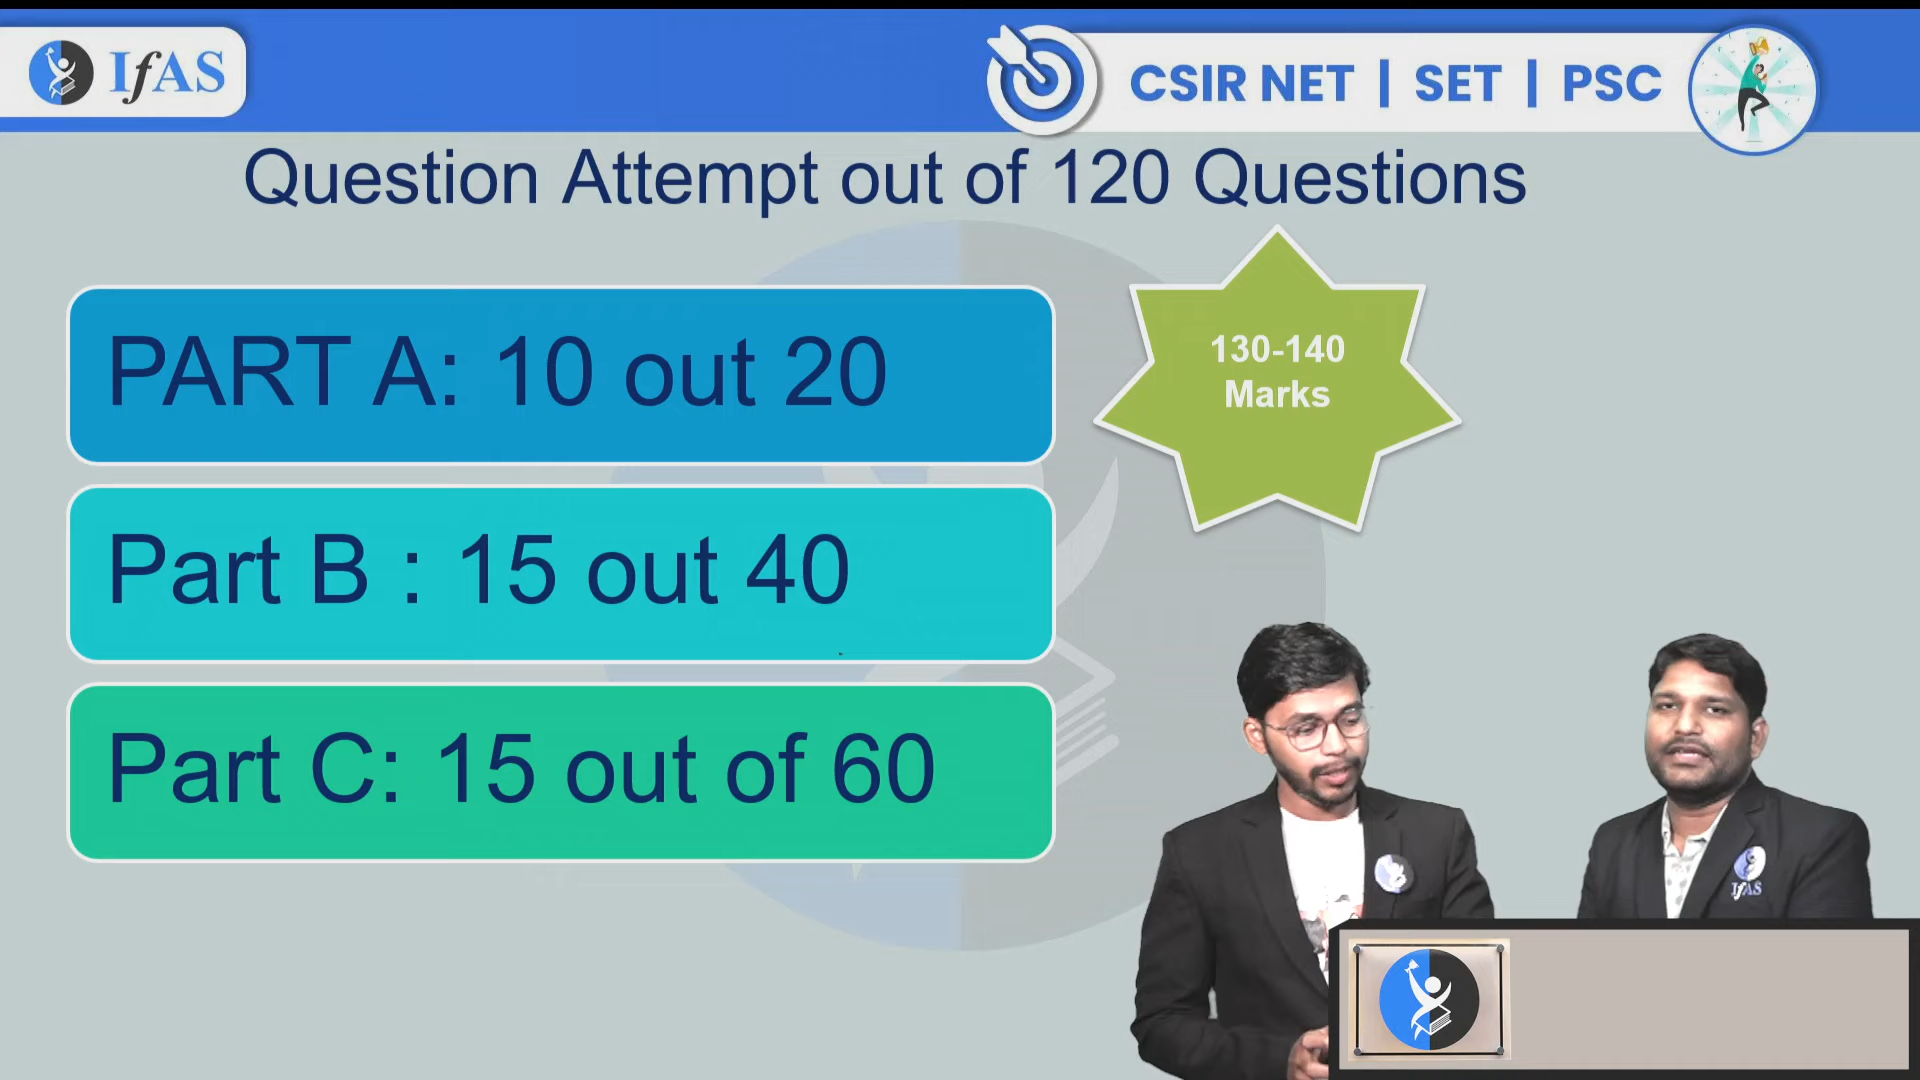 IfAS
CSIR NET | SET | PSC
Question Attempt out of 120 Questions
PART A: 10 out 20
130-140
Marks
Part B : 15 out 40
Part C: 15 out of 60
IfAS